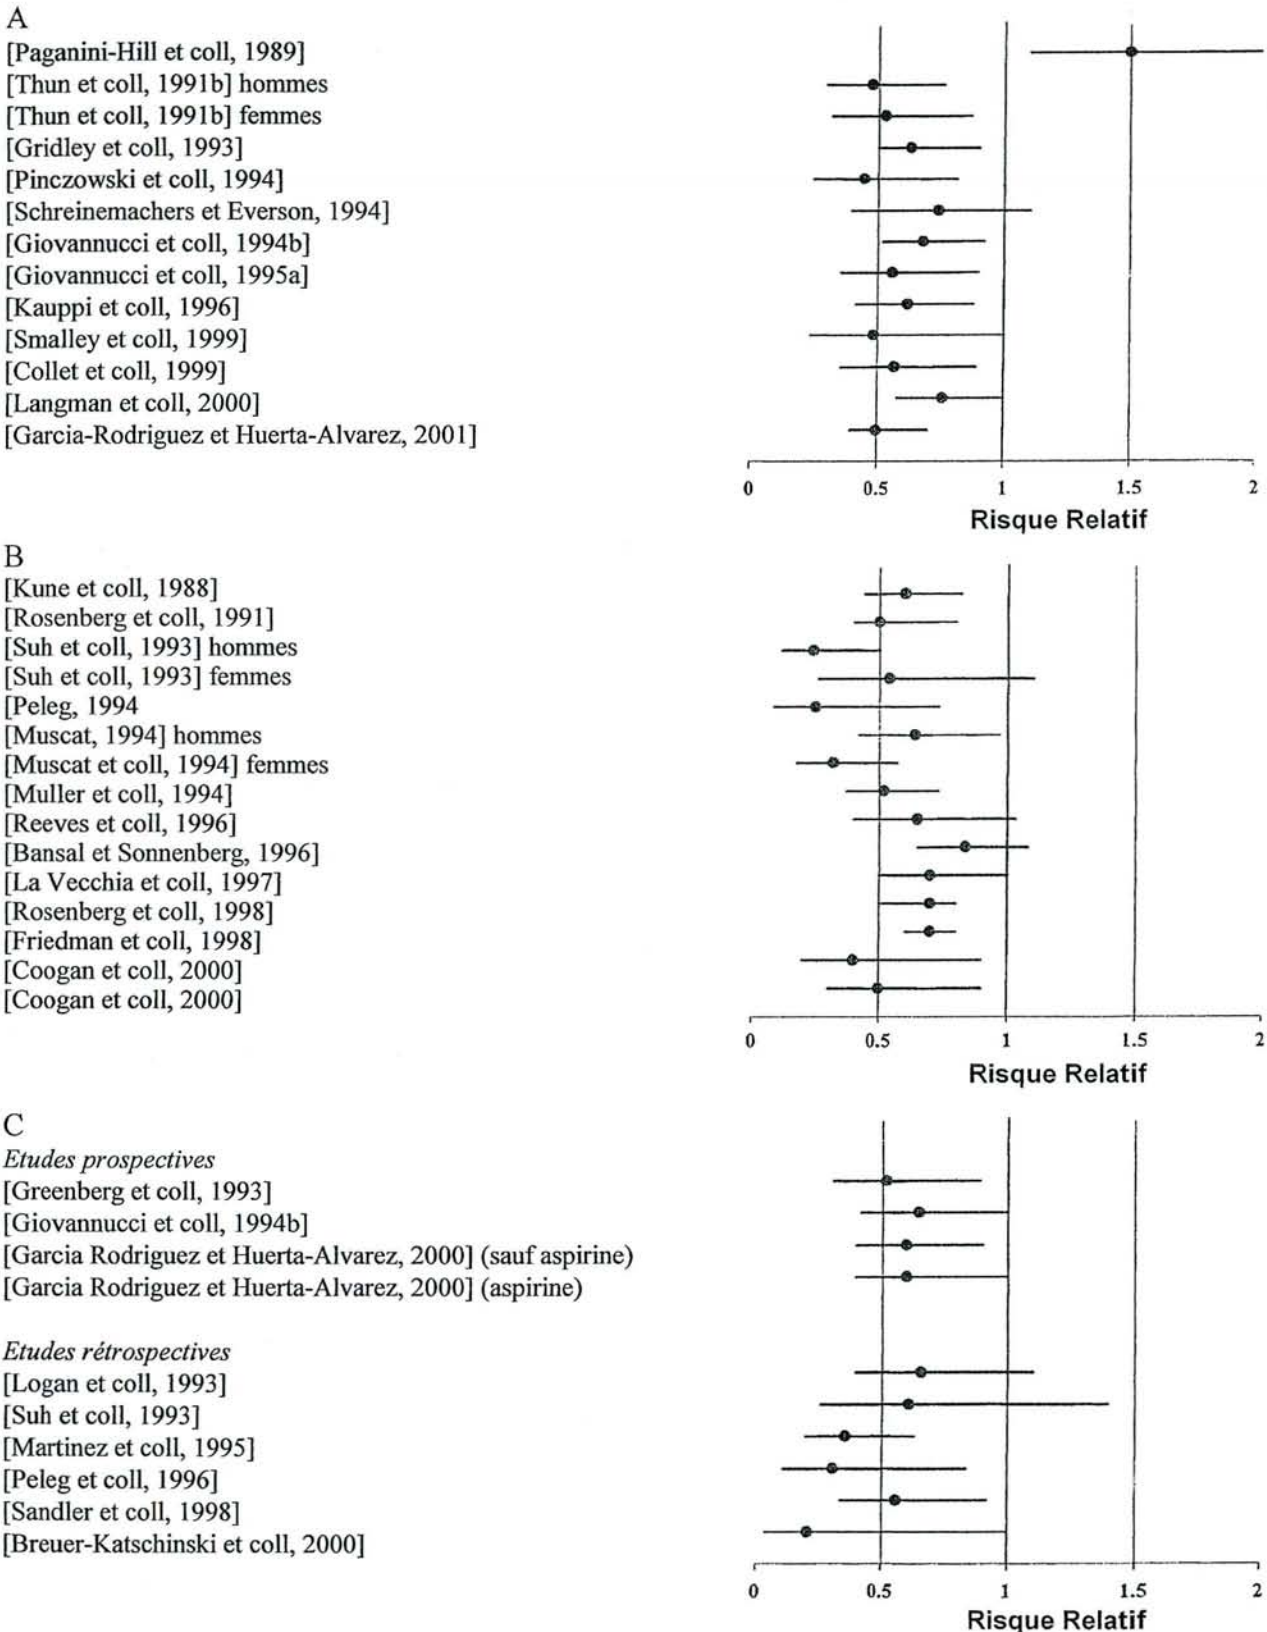 A
[Paganini-Hill et coll, 1989]
[Thun et coll, 1991b] hommes
[Thun et coll, 1991b] femmes
[Gridley et coll, 1993]
[Pinczowski et coll, 1994]
[Schreinemachers et Everson, 1994]
[Giovannucci et coll, 1994b]
[Giovannucci et coll, 1995a]
[Kauppi et coll, 1996]
[Smalley et coll, 1999]
[Collet et coll, 1999]
[Langman et coll, 2000]
[Garcia-Rodriguez et Huerta-Alvarez, 2001]
0 0.5 1 1.5 2
Risque Relatif
B
[Kune et coll, 1988]
[Rosenberg et coll, 1991]
[Suh et coll, 1993] hommes
[Suh et coll, 1993] femmes
[Peleg, 1994
[Muscat, 1994] hommes
[Muscat et coll, 1994] femmes
[Muller et coll, 1994]
[Reeves et coll, 1996]
[Bansal et Sonnenberg, 1996]
[La Vecchia et coll, 1997]
[Rosenberg et coll, 1998]
[Friedman et coll, 1998]
[Coogan et coll, 2000]
[Coogan et coll, 2000]
0 0.5 1 1.5 2
Risque Relatif
C
Etudes prospectives
[Greenberg et coll, 1993]
[Giovannucci et coll, 1994b]
[Garcia Rodriguez et Huerta-Alvarez, 2000] (sauf aspirine)
[Garcia Rodriguez et Huerta-Alvarez, 2000] (aspirine)
Etudes rétrospectives
[Logan et coll, 1993]
[Suh et coll, 1993]
[Martinez et coll, 1995]
[Peleg et coll, 1996]
[Sandler et coll, 1998]
[Breuer-Katschinski et coll, 2000]
0 0.5 1 1.5 2
Risque Relatif